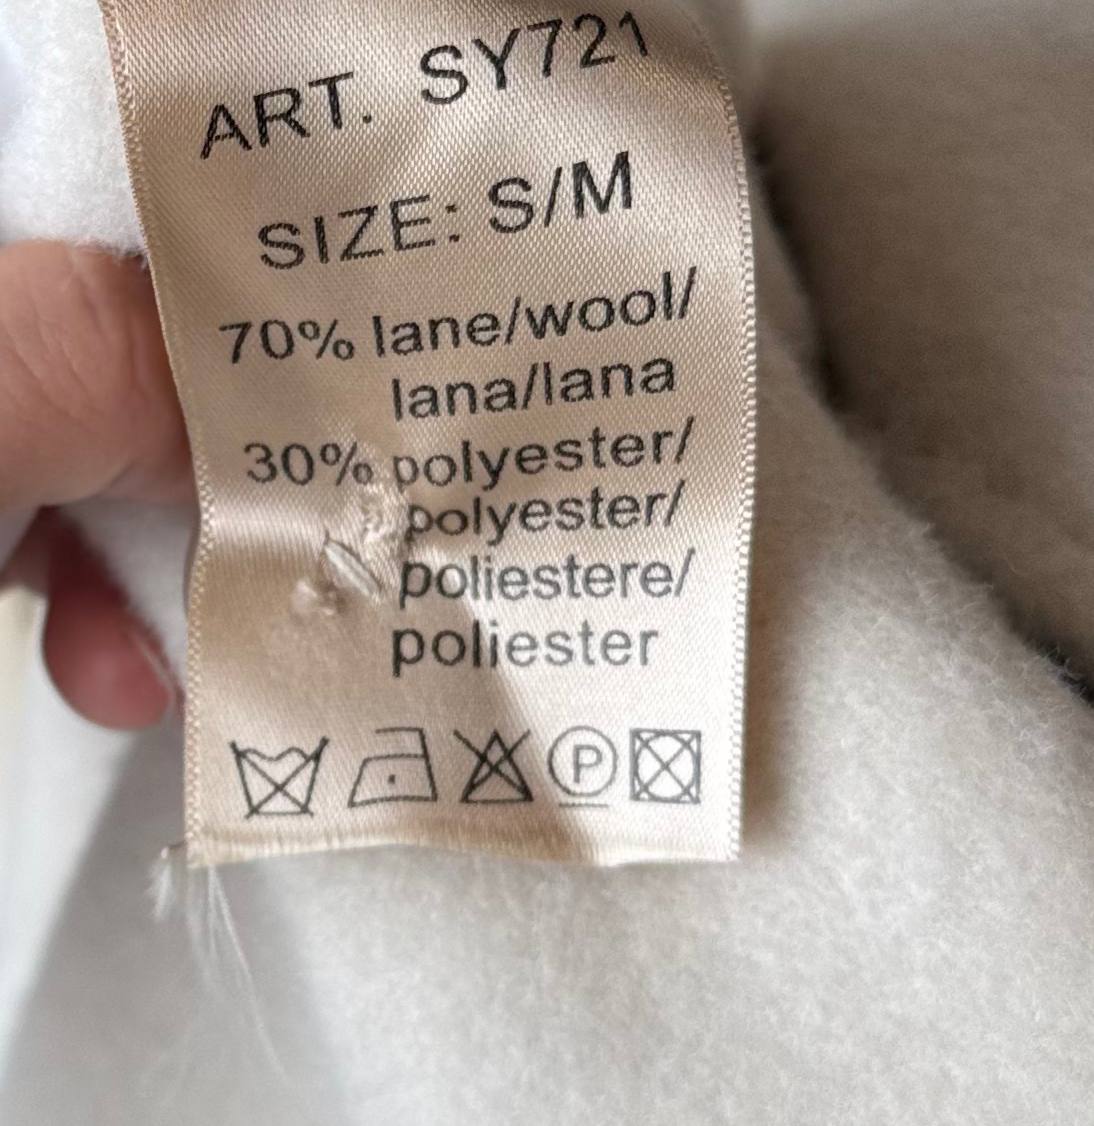 ART. SY721
SIZE: S/M
70% lane/wool/
lana/lana
30% polyester/
polyester/
poliestere/
poliester
P